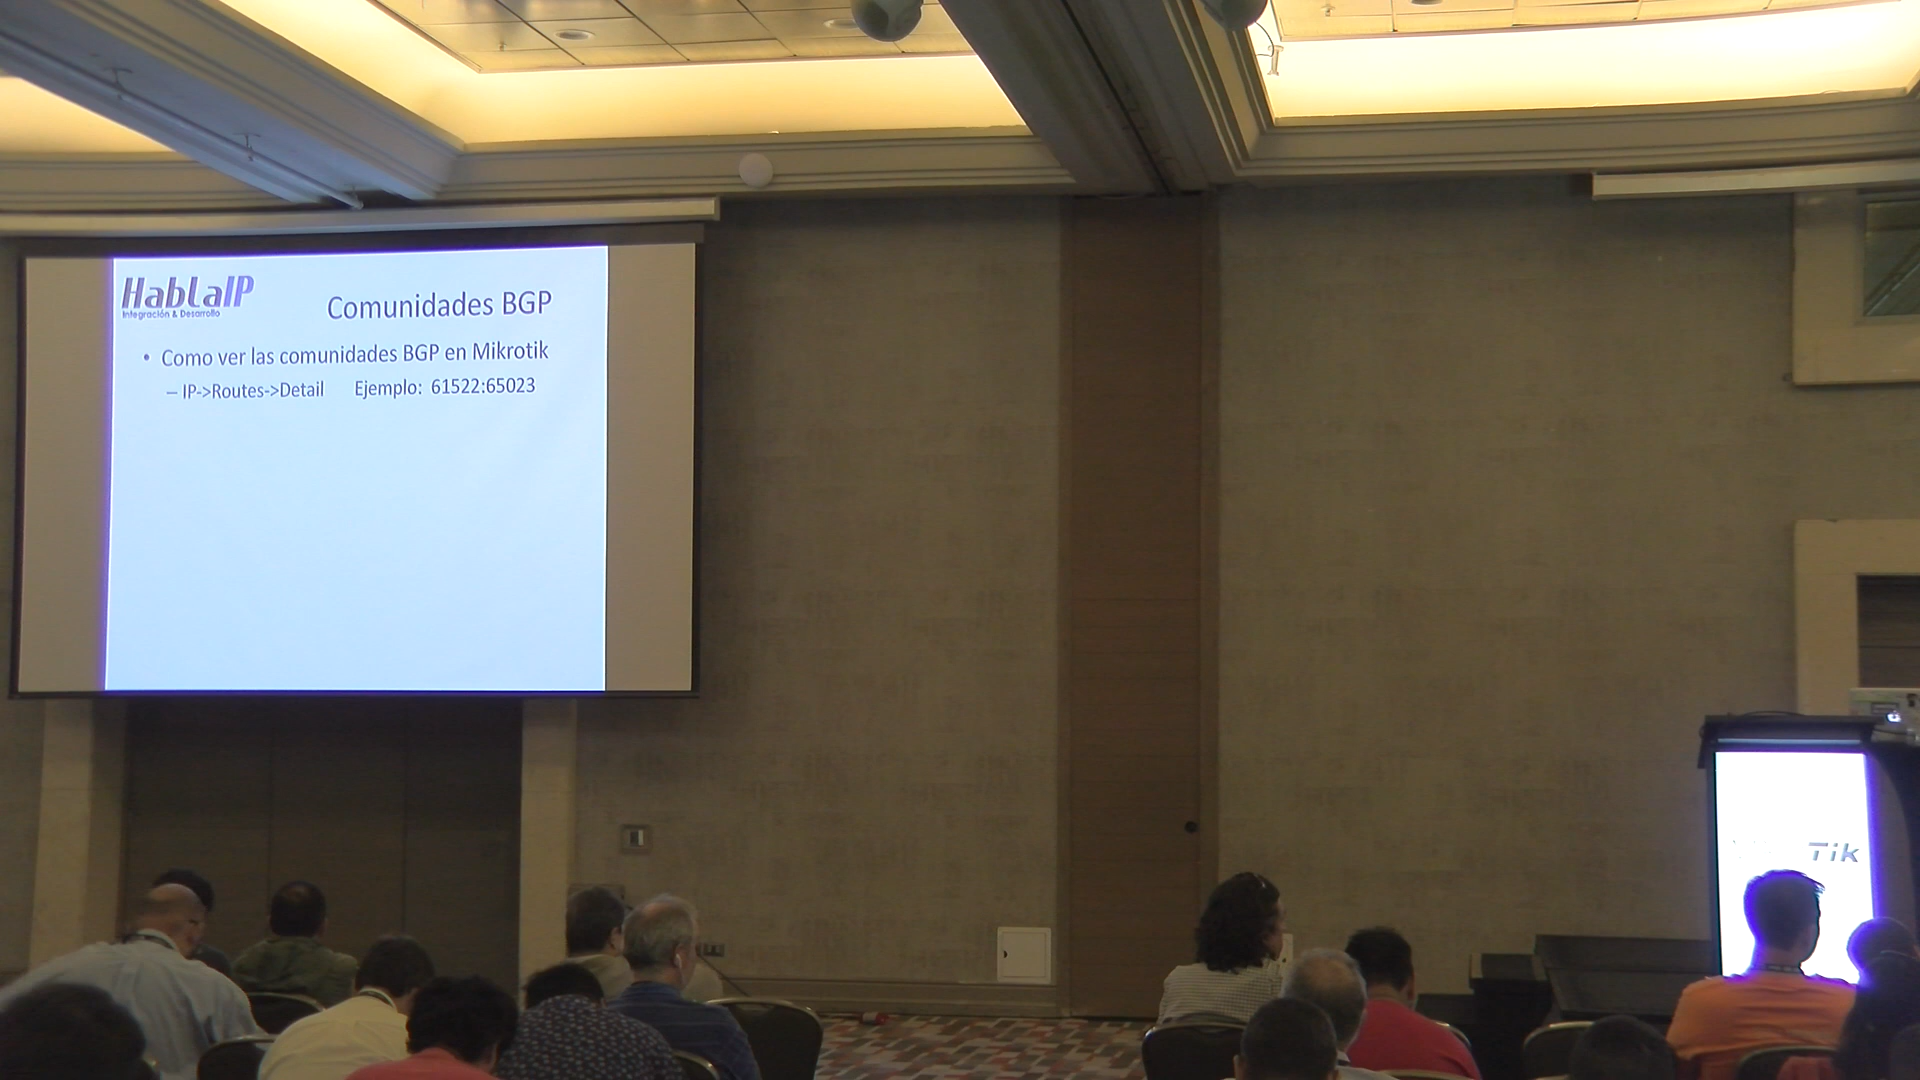 HablaIP
Integración & Desarrollo
Comunidades BGP
• Como ver las comunidades BGP en Mikrotik
– IP->Routes->Detail Ejemplo: 61522:65023
Tik